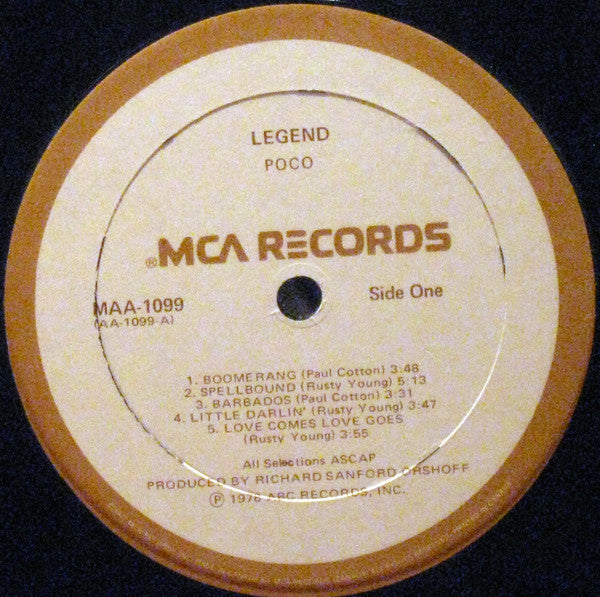 LEGEND
POCO
®MCA RECORDS
MAA-1099
(AA-1099-A)
Side One
1. BOOMERANG (Paul Cotton) 3:48
2. SPELLBOUND (Rusty Young) 5:13
3. BARBADOS (Paul Cotton) 3:31
4. LITTLE DARLIN' (Rusty Young) 3:47
5. LOVE COMES LOVE GOES
(Rusty Young) 3:55
All Selections ASCAP
PRODUCED BY RICHARD SANFORD ORSHOFF
Ⓟ 1978 ABC RECORDS, INC.